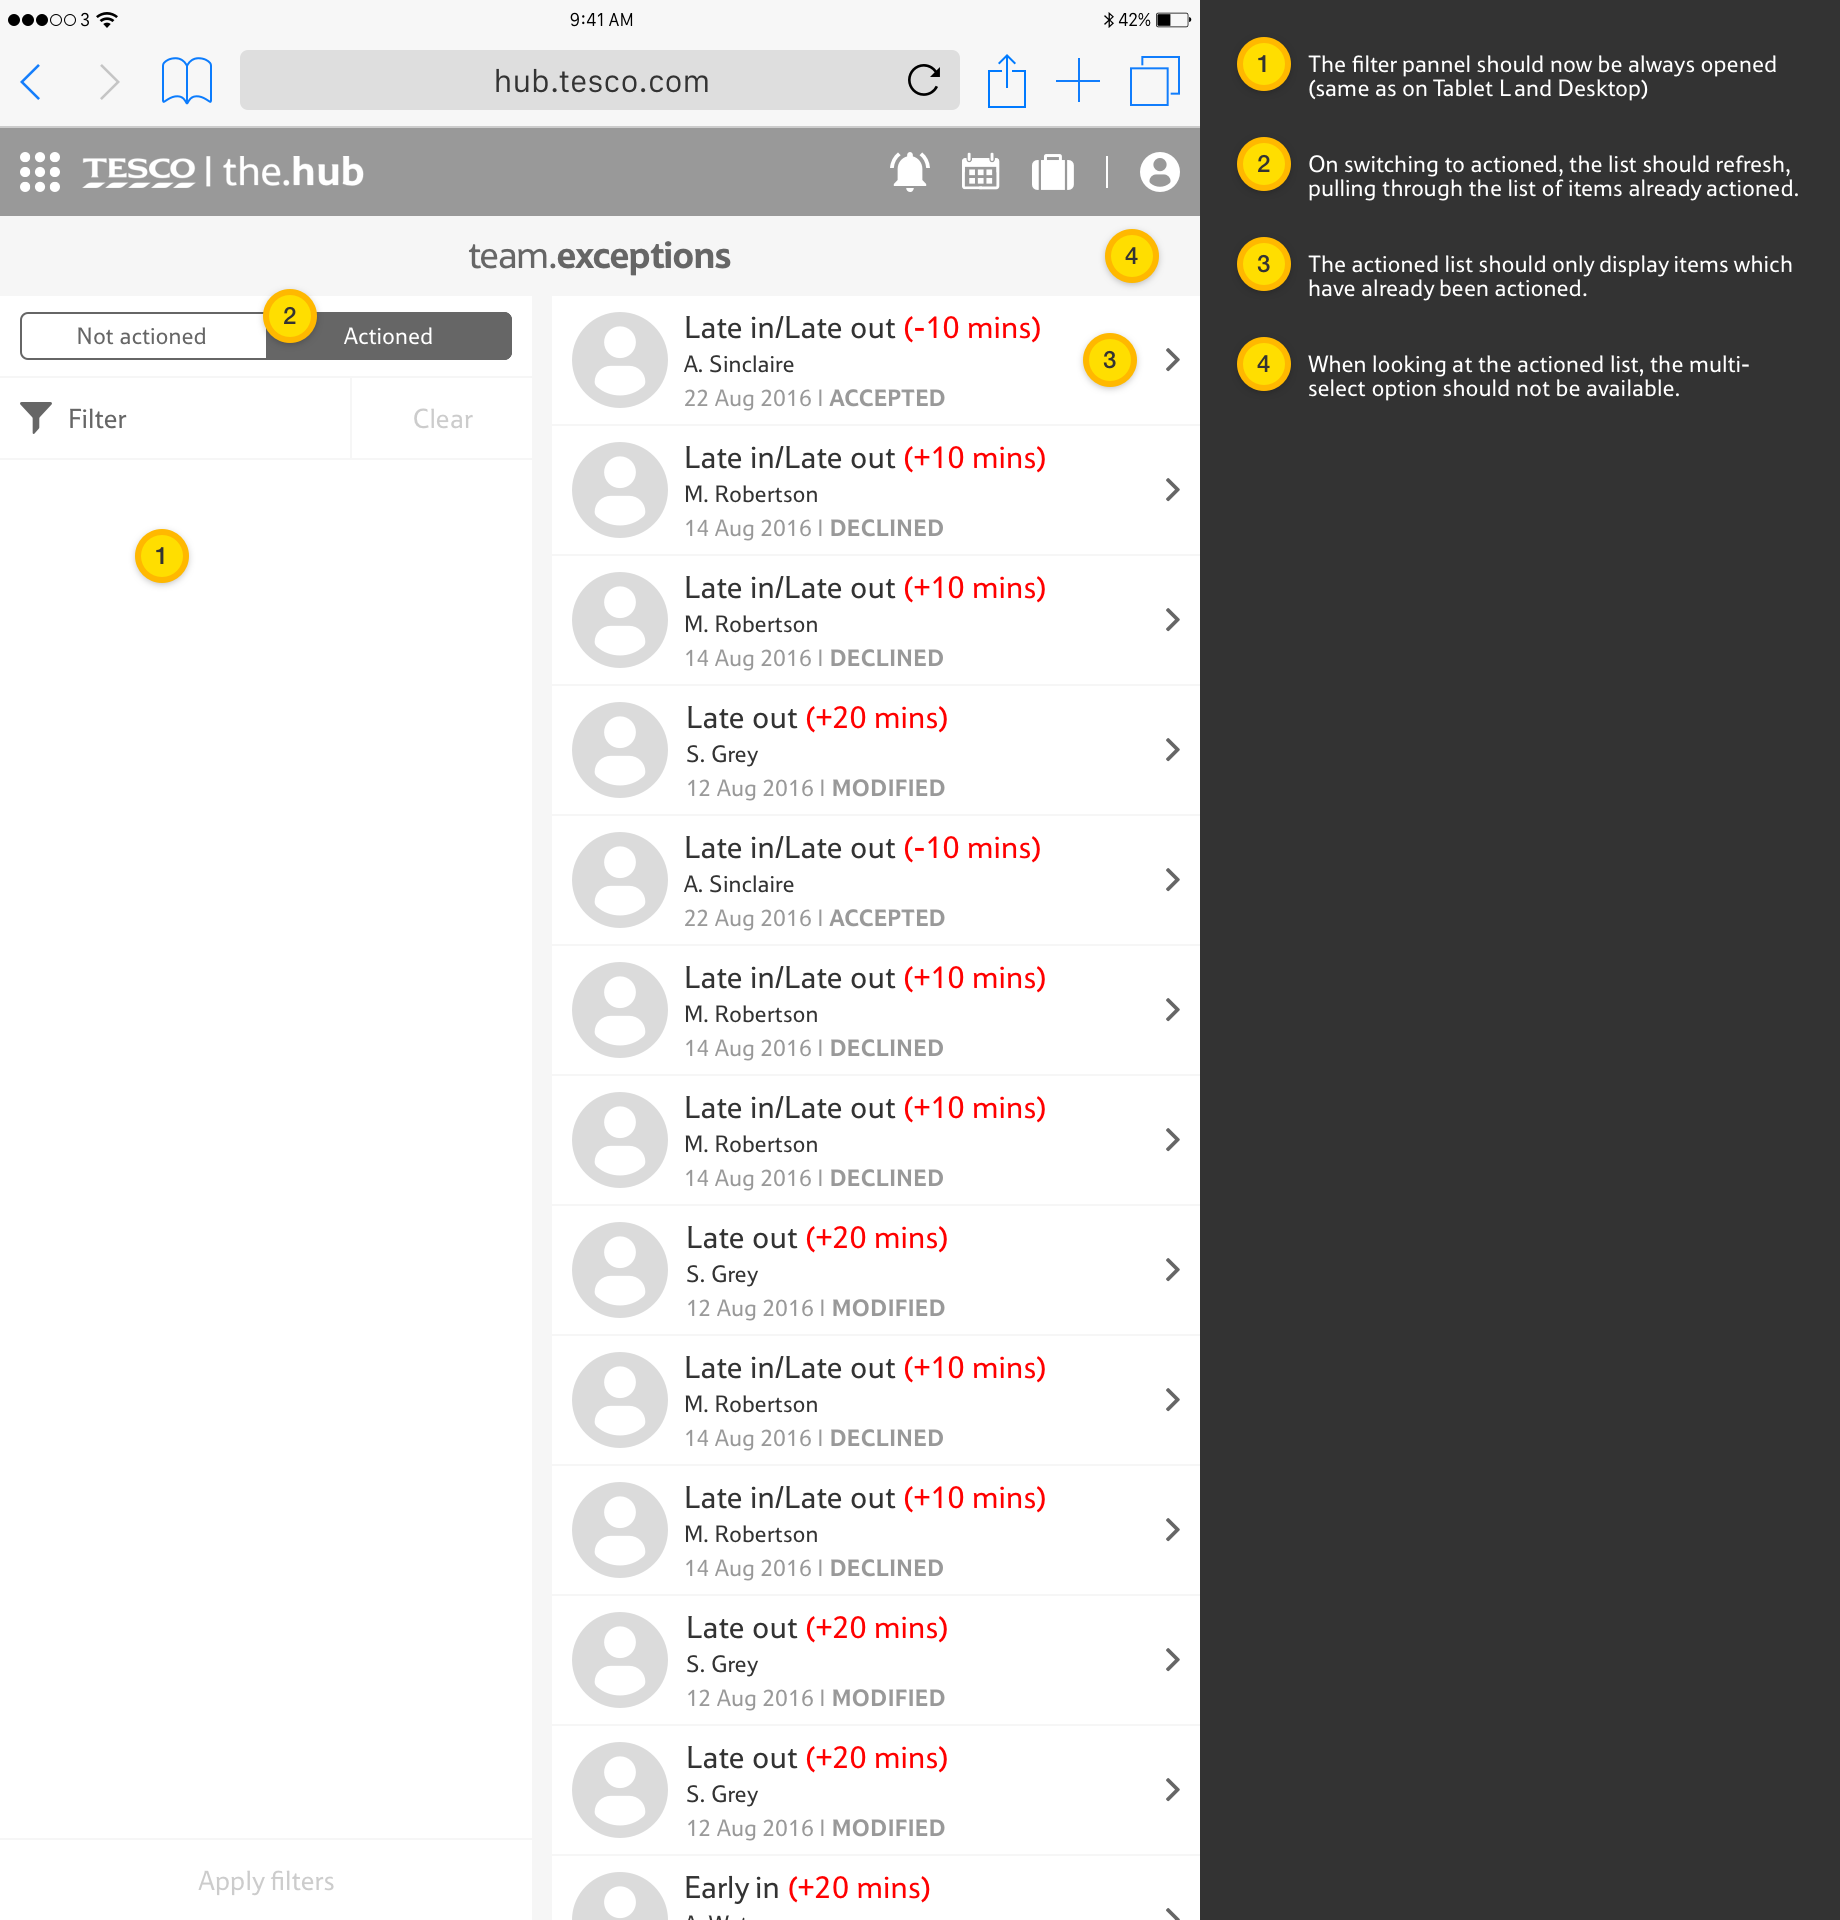 3 9:41 AM 42%
hub.tesco.com
TESCO | the.hub
team.exceptions
4
Not actioned
2
Actioned
Filter
Clear
1
Apply filters
Late in/Late out (-10 mins)
A. Sinclaire
22 Aug 2016 | ACCEPTED
3
Late in/Late out (+10 mins)
M. Robertson
14 Aug 2016 | DECLINED
Late in/Late out (+10 mins)
M. Robertson
14 Aug 2016 | DECLINED
Late out (+20 mins)
S. Grey
12 Aug 2016 | MODIFIED
Late in/Late out (-10 mins)
A. Sinclaire
22 Aug 2016 | ACCEPTED
Late in/Late out (+10 mins)
M. Robertson
14 Aug 2016 | DECLINED
Late in/Late out (+10 mins)
M. Robertson
14 Aug 2016 | DECLINED
Late out (+20 mins)
S. Grey
12 Aug 2016 | MODIFIED
Late in/Late out (+10 mins)
M. Robertson
14 Aug 2016 | DECLINED
Late in/Late out (+10 mins)
M. Robertson
14 Aug 2016 | DECLINED
Late out (+20 mins)
S. Grey
12 Aug 2016 | MODIFIED
Late out (+20 mins)
S. Grey
12 Aug 2016 | MODIFIED
Early in (+20 mins)
1 The filter pannel should now be always opened
(same as on Tablet L and Desktop)
2 On switching to actioned, the list should refresh,
pulling through the list of items already actioned.
3 The actioned list should only display items which
have already been actioned.
4 When looking at the actioned list, the multi-
select option should not be available.